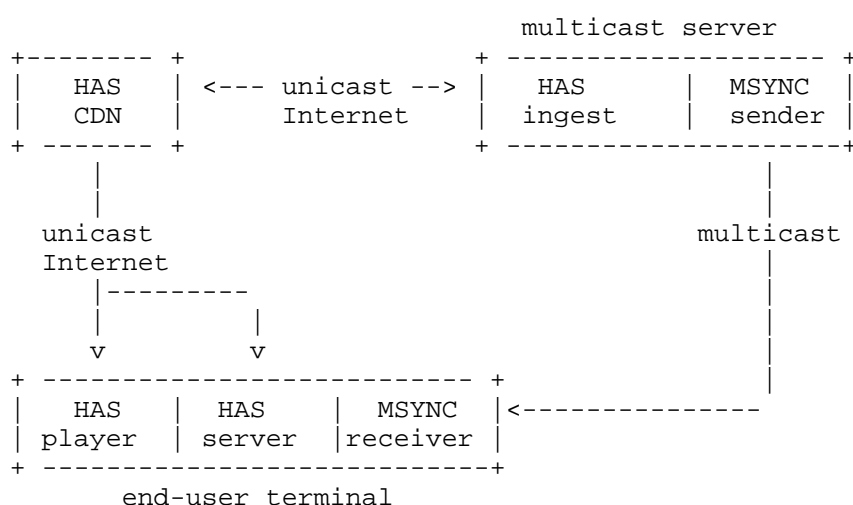 multicast server
HAS <--- unicast --> HAS MSYNC
CDN Internet ingest sender
unicast multicast
Internet
v v
HAS HAS MSYNC
player server receiver
end-user terminal